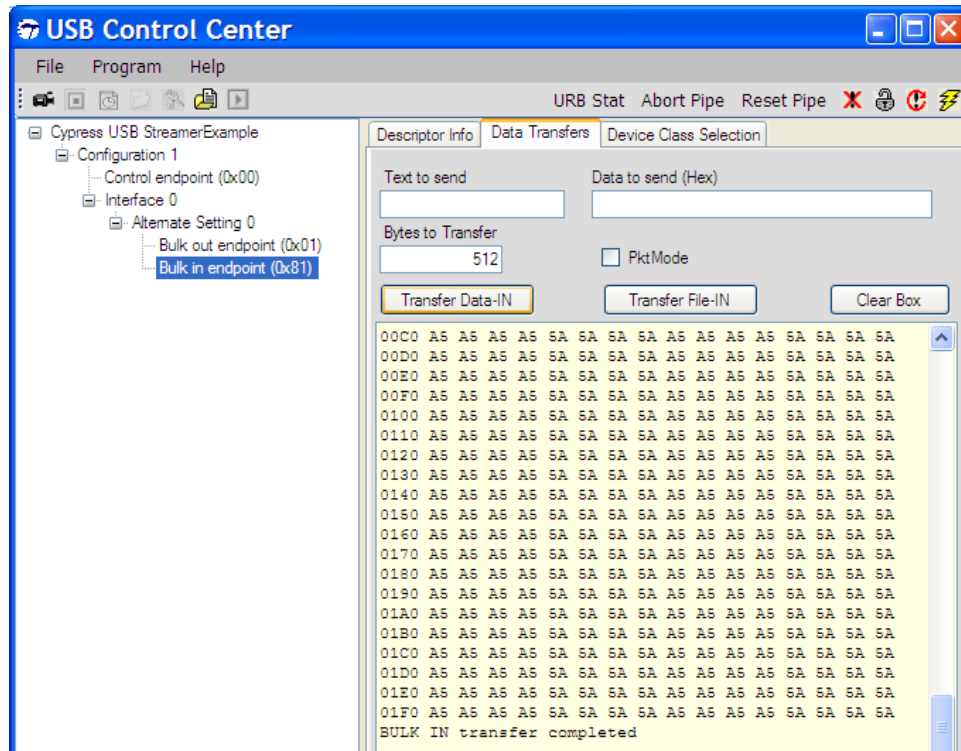 USB Control Center
File Program Help
URB Stat Abort Pipe Reset Pipe
Cypress USB StreamerExample
Configuration 1
Control endpoint (0x00)
Interface 0
Alternate Setting 0
Bulk out endpoint (0x01)
Bulk in endpoint (0x81)
Descriptor Info Data Transfers Device Class Selection
Text to send Data to send (Hex)
Bytes to Transfer
512 PktMode
Transfer Data-IN Transfer File-IN Clear Box
00C0 A5 A5 A5 A5 5A 5A 5A 5A A5 A5 A5 A5 5A 5A 5A 5A
00D0 A5 A5 A5 A5 5A 5A 5A 5A A5 A5 A5 A5 5A 5A 5A 5A
00E0 A5 A5 A5 A5 5A 5A 5A 5A A5 A5 A5 A5 5A 5A 5A 5A
00F0 A5 A5 A5 A5 5A 5A 5A 5A A5 A5 A5 A5 5A 5A 5A 5A
0100 A5 A5 A5 A5 5A 5A 5A 5A A5 A5 A5 A5 5A 5A 5A 5A
0110 A5 A5 A5 A5 5A 5A 5A 5A A5 A5 A5 A5 5A 5A 5A 5A
0120 A5 A5 A5 A5 5A 5A 5A 5A A5 A5 A5 A5 5A 5A 5A 5A
0130 A5 A5 A5 A5 5A 5A 5A 5A A5 A5 A5 A5 5A 5A 5A 5A
0140 A5 A5 A5 A5 5A 5A 5A 5A A5 A5 A5 A5 5A 5A 5A 5A
0150 A5 A5 A5 A5 5A 5A 5A 5A A5 A5 A5 A5 5A 5A 5A 5A
0160 A5 A5 A5 A5 5A 5A 5A 5A A5 A5 A5 A5 5A 5A 5A 5A
0170 A5 A5 A5 A5 5A 5A 5A 5A A5 A5 A5 A5 5A 5A 5A 5A
0180 A5 A5 A5 A5 5A 5A 5A 5A A5 A5 A5 A5 5A 5A 5A 5A
0190 A5 A5 A5 A5 5A 5A 5A 5A A5 A5 A5 A5 5A 5A 5A 5A
01A0 A5 A5 A5 A5 5A 5A 5A 5A A5 A5 A5 A5 5A 5A 5A 5A
01B0 A5 A5 A5 A5 5A 5A 5A 5A A5 A5 A5 A5 5A 5A 5A 5A
01C0 A5 A5 A5 A5 5A 5A 5A 5A A5 A5 A5 A5 5A 5A 5A 5A
01D0 A5 A5 A5 A5 5A 5A 5A 5A A5 A5 A5 A5 5A 5A 5A 5A
01E0 A5 A5 A5 A5 5A 5A 5A 5A A5 A5 A5 A5 5A 5A 5A 5A
01F0 A5 A5 A5 A5 5A 5A 5A 5A A5 A5 A5 A5 5A 5A 5A 5A
BULK IN transfer completed